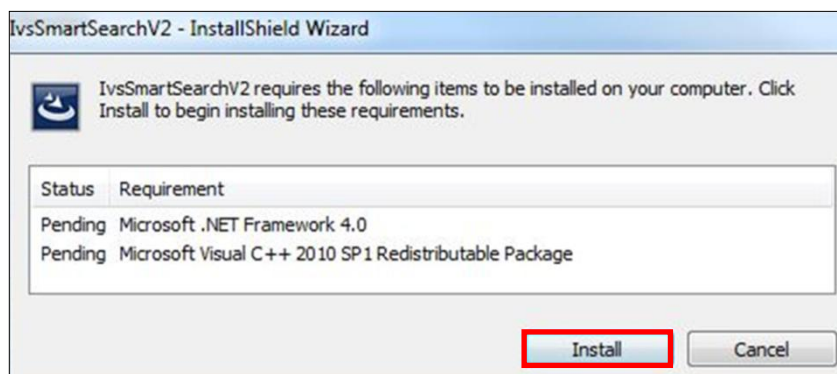 IvsSmartSearchV2 - InstallShield Wizard
IvsSmartSearchV2 requires the following items to be installed on your computer. Click
Install to begin installing these requirements.
Status Requirement
Pending Microsoft .NET Framework 4.0
Pending Microsoft Visual C++ 2010 SP1 Redistributable Package
Install Cancel